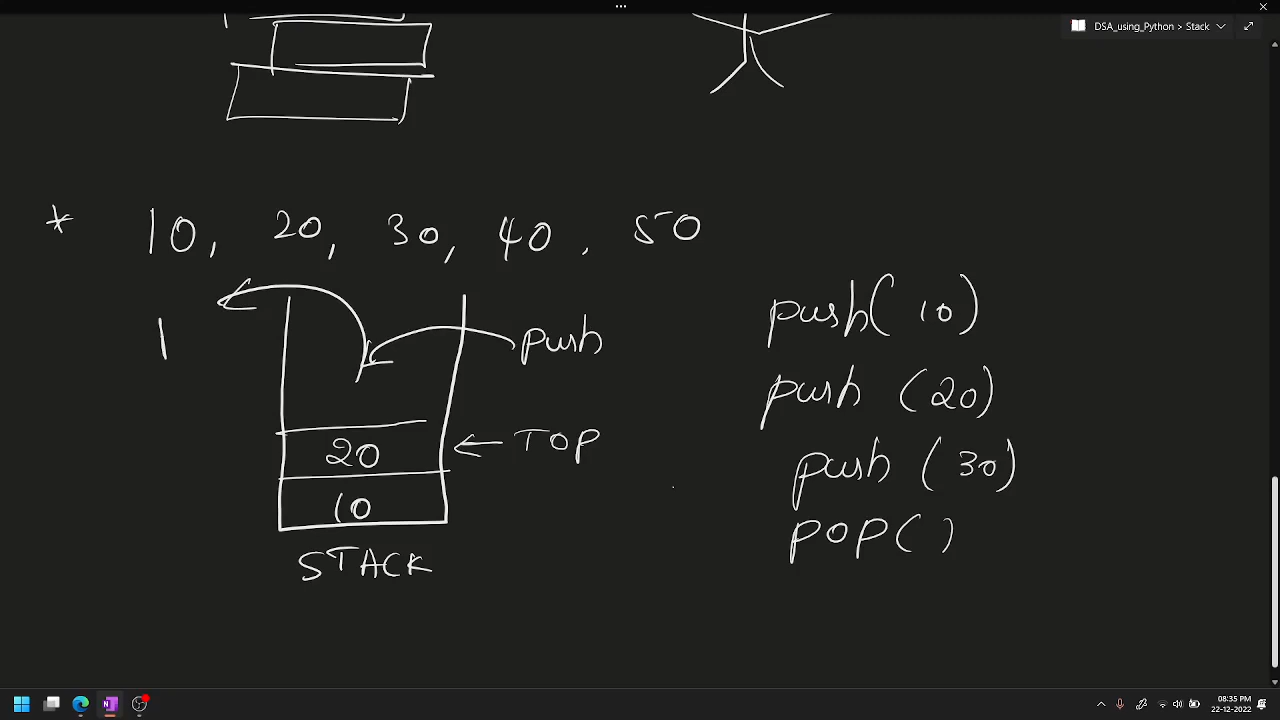 DSA_using_Python > Stack
* 10, 20, 30, 40, 50
push
push(10)
push (20)
20
← TOP
push (30)
10
POP( )
STACK
08:35 PM
22-12-2022